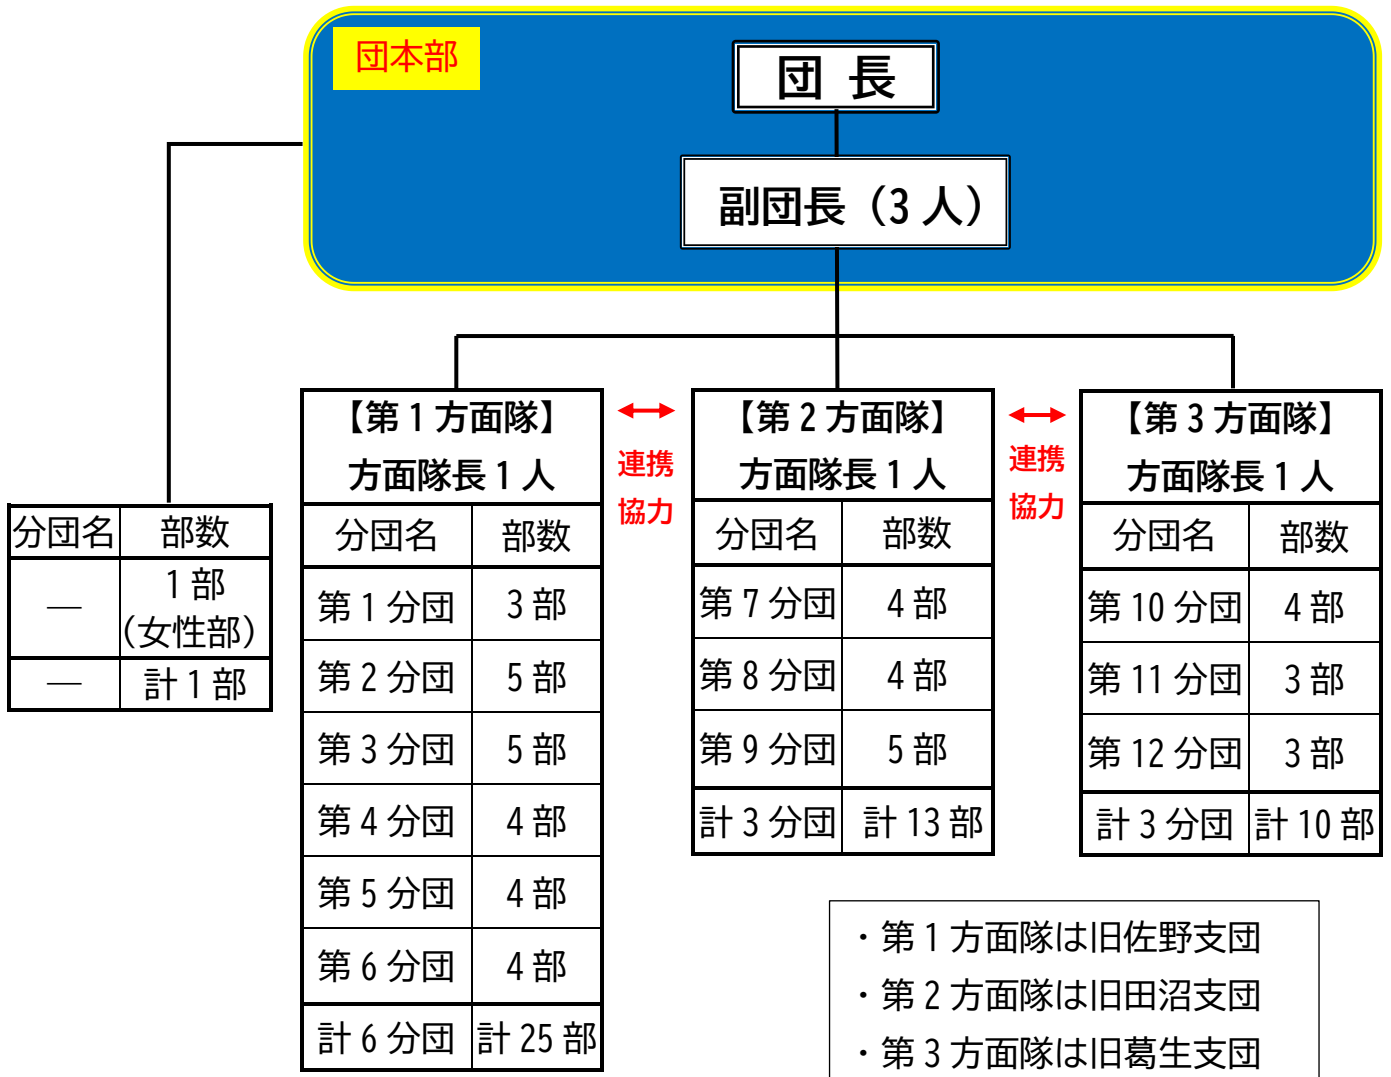 団本部
団 長
副団長（3 人）
分団名 部数
― 1 部
（女性部）
― 計 1 部
【第 1 方面隊】
方面隊長 1 人
分団名 部数
第 1 分団 3 部
第 2 分団 5 部
第 3 分団 5 部
第 4 分団 4 部
第 5 分団 4 部
第 6 分団 4 部
計 6 分団 計 25 部
連携
協力
【第 2 方面隊】
方面隊長 1 人
分団名 部数
第 7 分団 4 部
第 8 分団 4 部
第 9 分団 5 部
計 3 分団 計 13 部
連携
協力
【第 3 方面隊】
方面隊長 1 人
分団名 部数
第 10 分団 4 部
第 11 分団 3 部
第 12 分団 3 部
計 3 分団 計 10 部
・第 1 方面隊は旧佐野支団
・第 2 方面隊は旧田沼支団
・第 3 方面隊は旧葛生支団